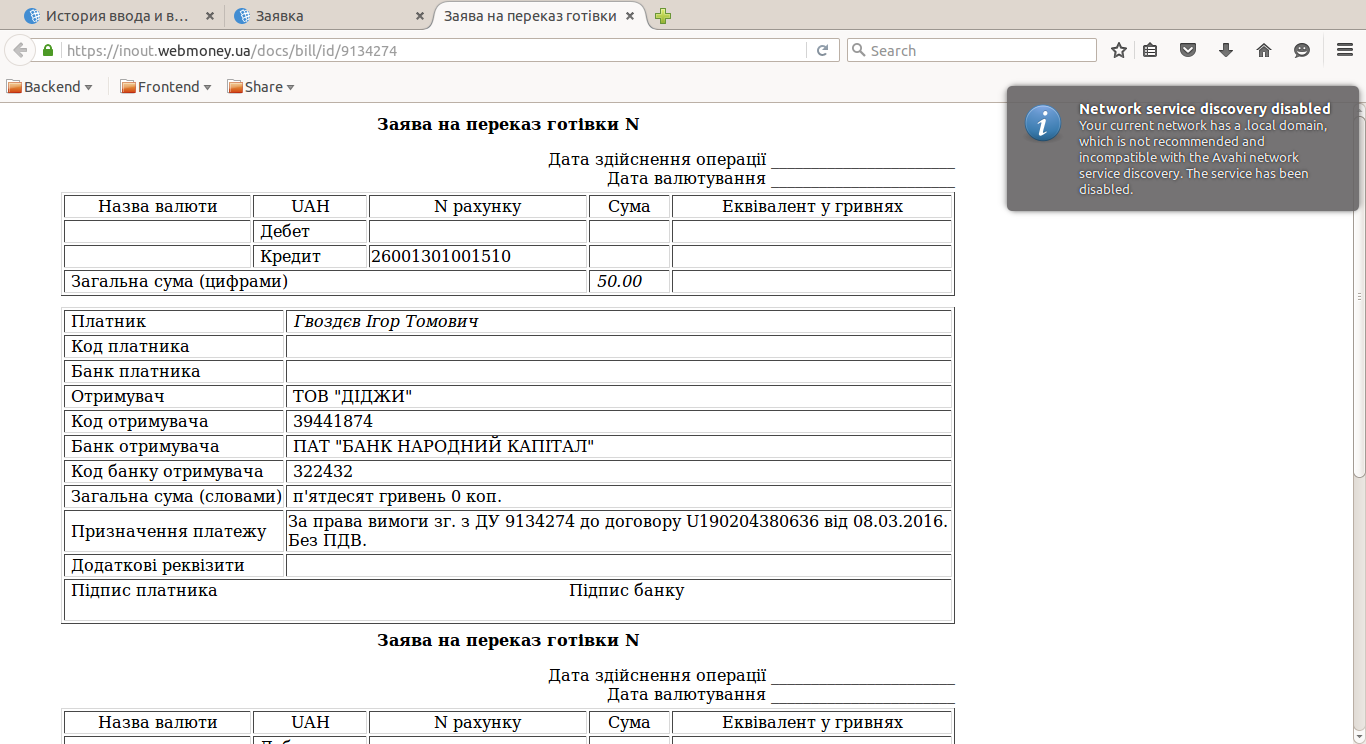 История ввода и в...
Заявка
Заява на переказ готівки
https://inout.webmoney.ua/docs/bill/id/9134274
Search
Backend
Frontend
Share
Network service discovery disabled
Your current network has a .local domain,
which is not recommended and
incompatible with the Avahi network
service discovery. The service has been
disabled.
Заява на переказ готівки N
Дата здійснення операції _______________________
Дата валютування _______________________
Назва валюти UAH N рахунку Сума Еквівалент у гривнях
Дебет
Кредит 26001301001510
Загальна сума (цифрами) 50.00
Платник Гвоздєв Ігор Томович
Код платника
Банк платника
Отримувач ТОВ "ДІДЖИ"
Код отримувача 39441874
Банк отримувача ПАТ "БАНК НАРОДНИЙ КАПІТАЛ"
Код банку отримувача 322432
Загальна сума (словами) п'ятдесят гривень 0 коп.
Призначення платежу За права вимоги зг. з ДУ 9134274 до договору U190204380636 від 08.03.2016.
Без ПДВ.
Додаткові реквізити
Підпис платника Підпис банку
Заява на переказ готівки N
Дата здійснення операції _______________________
Дата валютування _______________________
Назва валюти UAH N рахунку Сума Еквівалент у гривнях